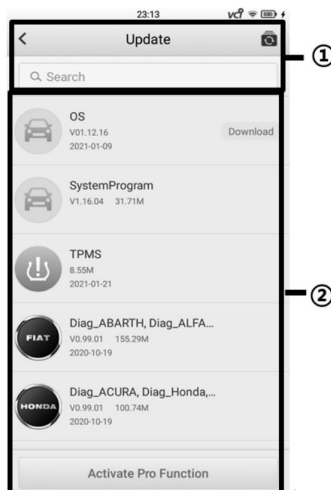 23:13
Update
①
Search
OS
V01.12.16
Download
2021-01-09
SystemProgram
V1.16.04 31.71M
TPMS
8.55M
2021-01-21
②
FIAT
Diag_ABARTH, Diag_ALFA...
V0.99.01 155.29M
2020-10-19
HONDA
Diag_ACURA, Diag_Honda,...
V0.99.01 100.74M
2020-10-19
Activate Pro Function